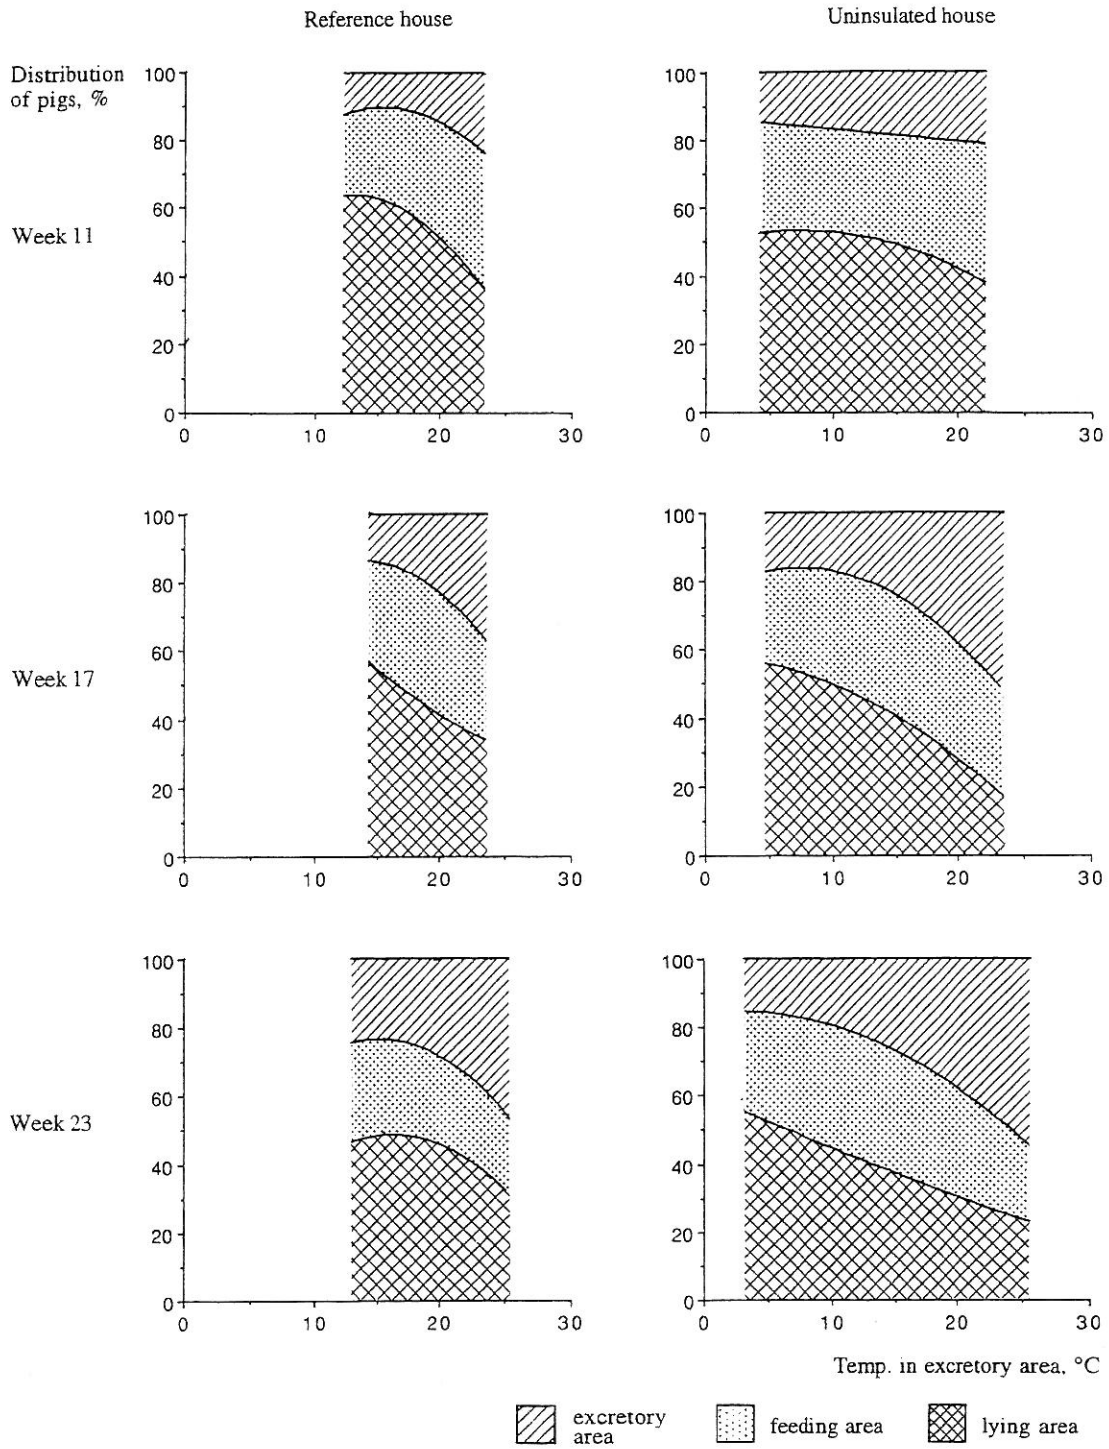 Reference house
Uninsulated house
Distribution
of pigs, %
100
80
60
40
20
0
0 10 20 30
100
80
60
40
20
0
0 10 20 30
Week 11
100
80
60
40
20
0
0 10 20 30
100
80
60
40
20
0
0 10 20 30
Week 17
100
80
60
40
20
0
0 10 20 30
100
80
60
40
20
0
0 10 20 30
Week 23
Temp. in excretory area, °C
excretory
area
feeding area
lying area